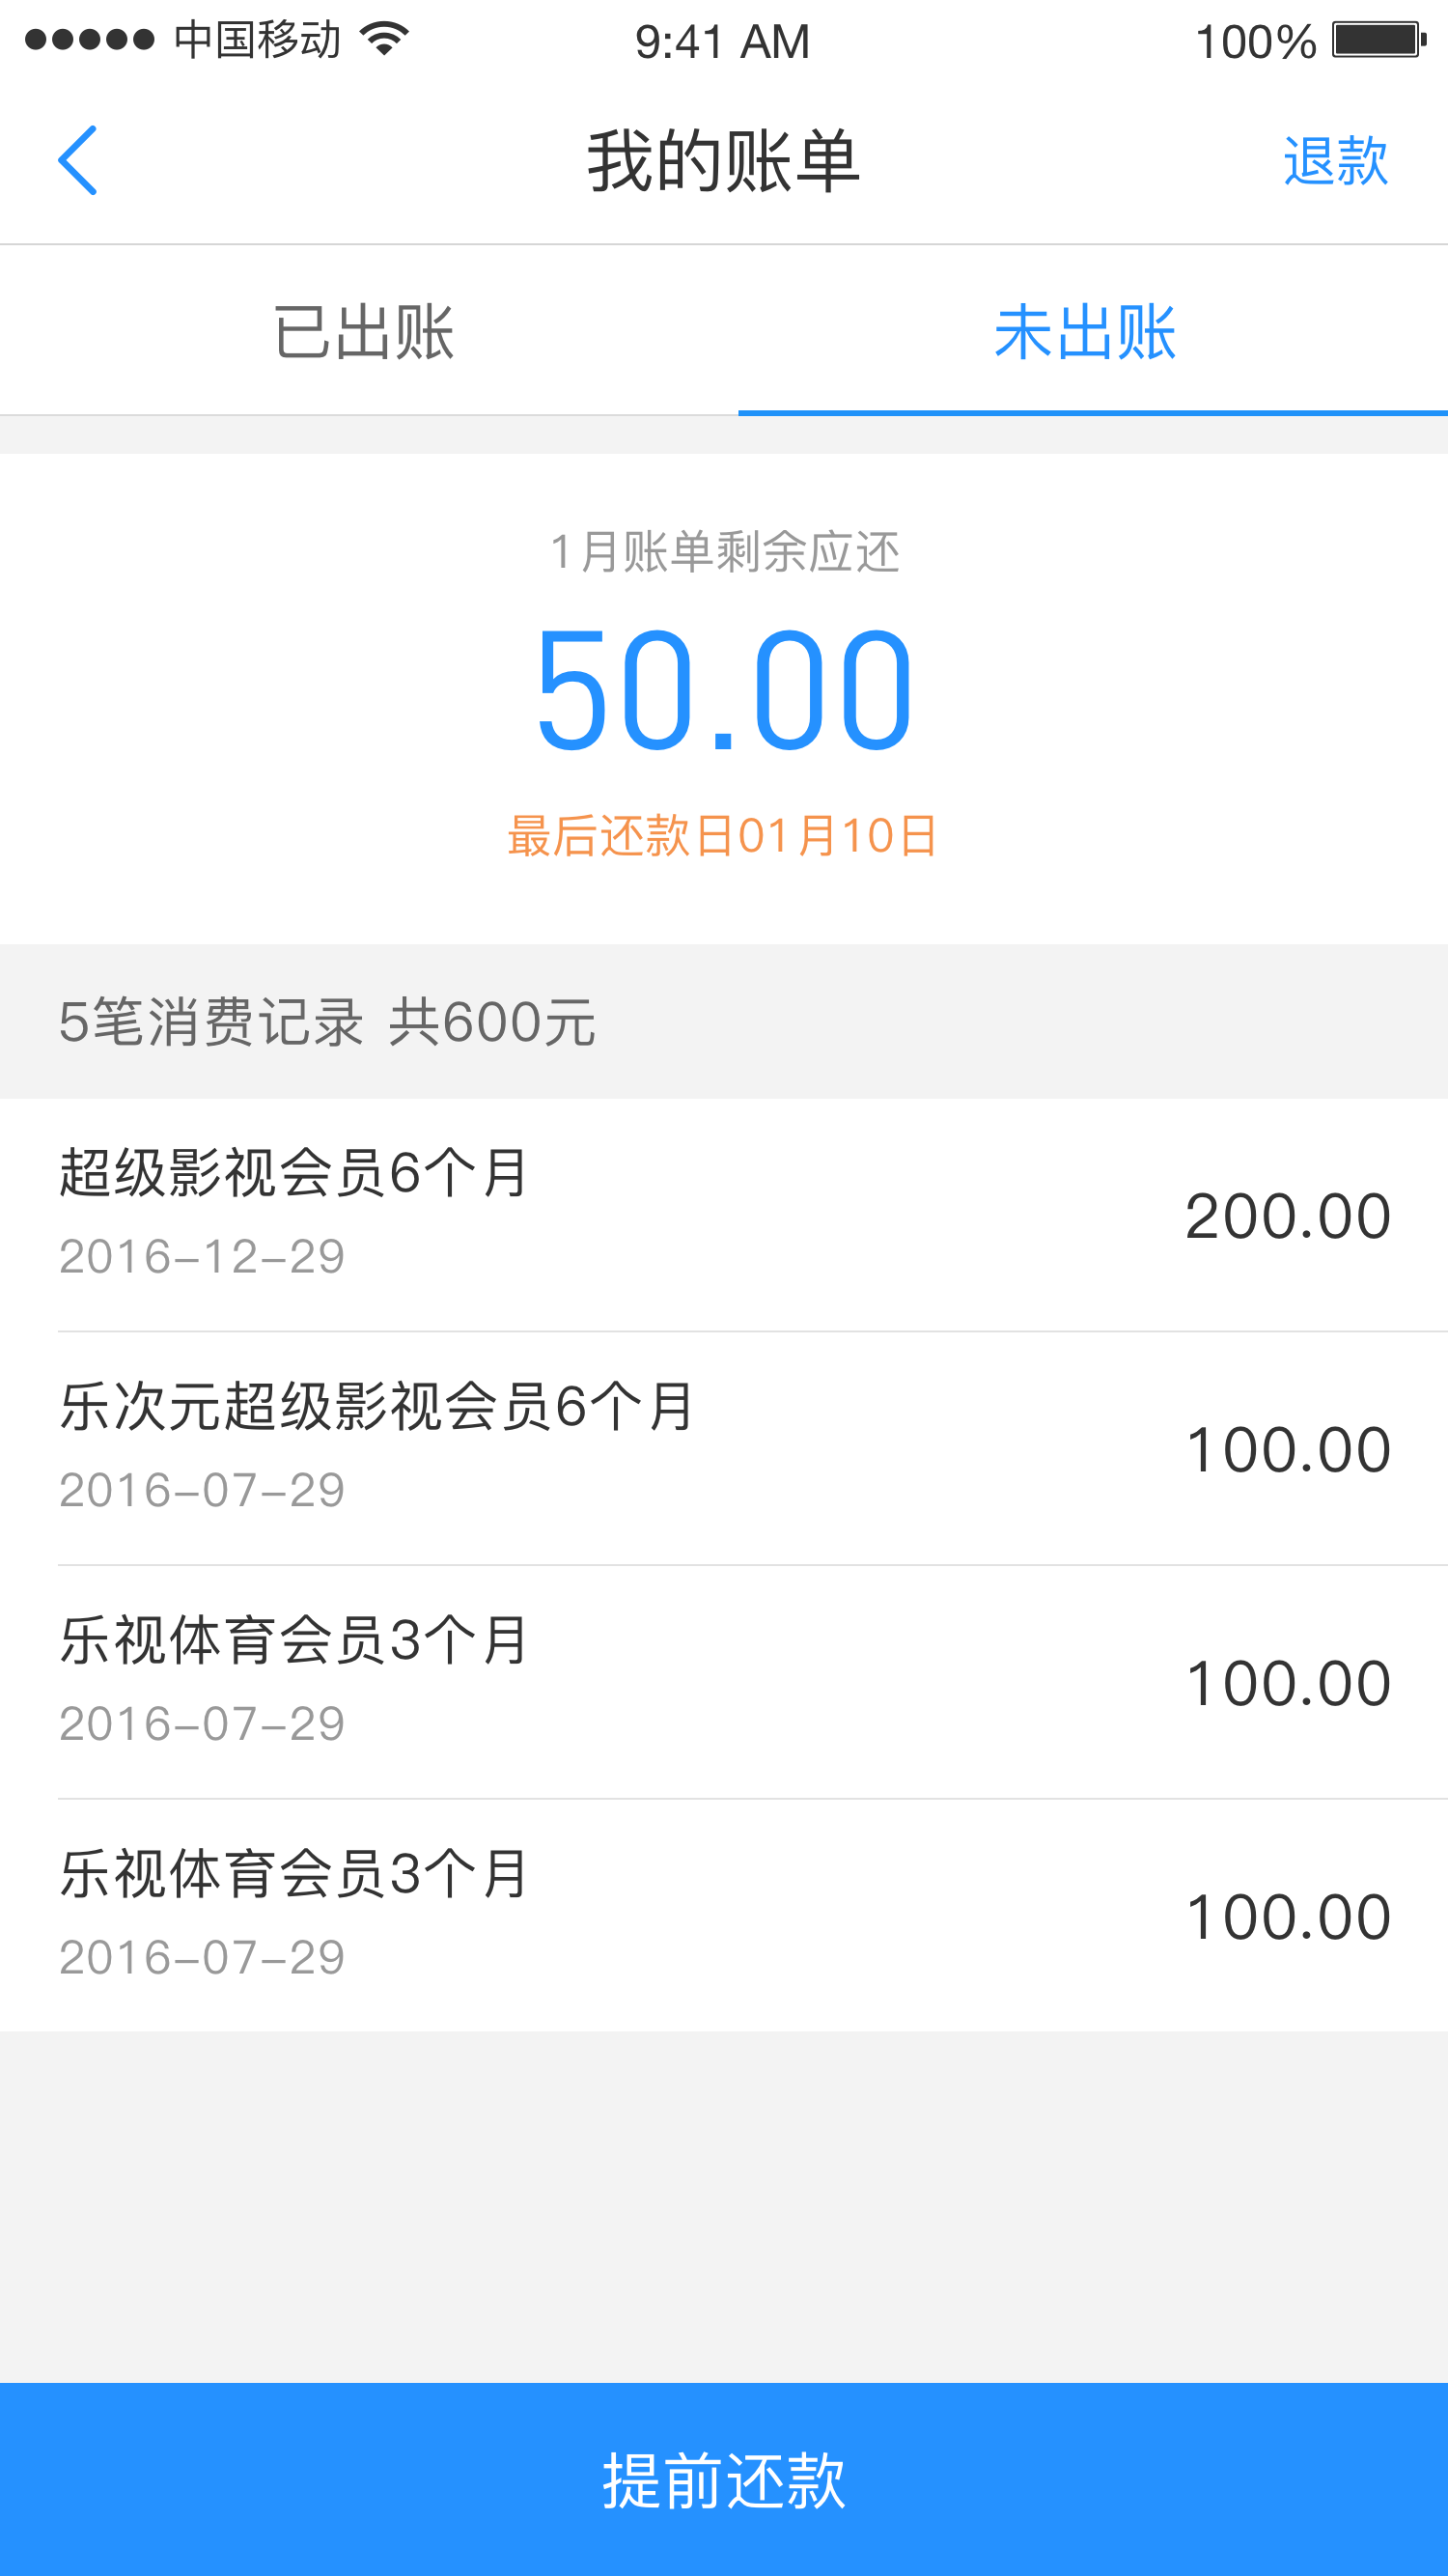 中国移动 9:41 AM 100%
我的账单 退款
已出账 未出账
1月账单剩余应还
50.00
最后还款日01月10日
5笔消费记录 共600元
超级影视会员6个月
200.00
2016-12-29
乐次元超级影视会员6个月
100.00
2016-07-29
乐视体育会员3个月
100.00
2016-07-29
乐视体育会员3个月
100.00
2016-07-29
提前还款